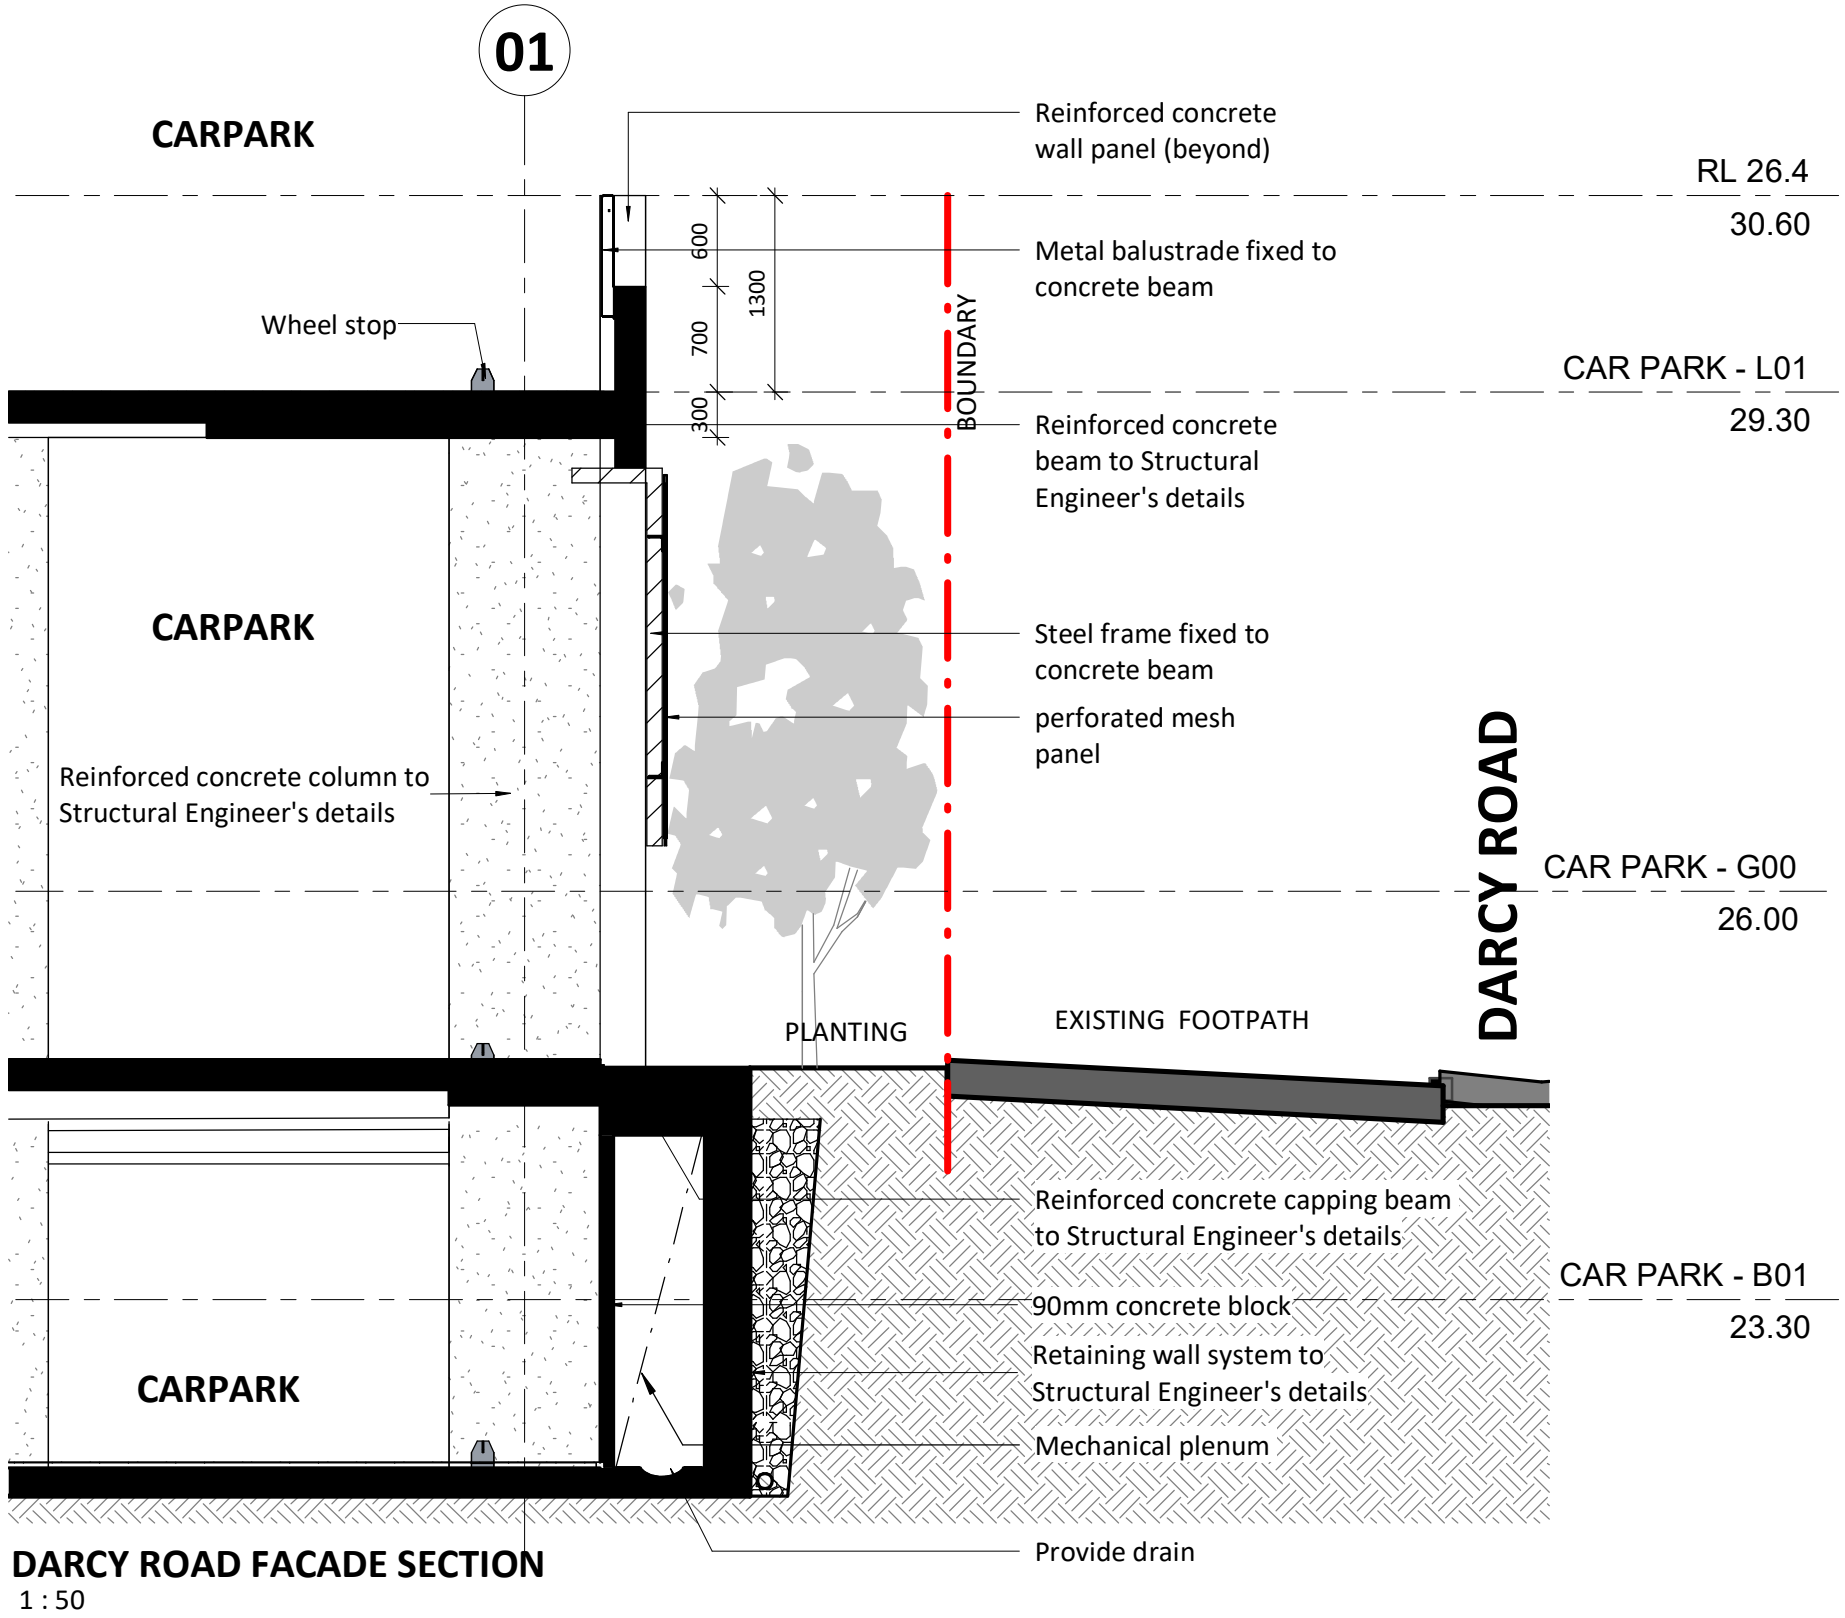 01
CARPARK
Reinforced concrete
wall panel (beyond)
RL 26.4
30.60
600
Metal balustrade fixed to
concrete beam
1300
Wheel stop
700
BOUNDARY
CAR PARK - L01
29.30
300
Reinforced concrete
beam to Structural
Engineer's details
CARPARK
Steel frame fixed to
concrete beam
perforated mesh
panel
Reinforced concrete column to
Structural Engineer's details
DARCY ROAD
CAR PARK - G00
26.00
PLANTING
EXISTING FOOTPATH
Reinforced concrete capping beam
to Structural Engineer's details
CAR PARK - B01
23.30
90mm concrete block
Retaining wall system to
Structural Engineer's details
CARPARK
Mechanical plenum
Provide drain
DARCY ROAD FACADE SECTION
1 : 50